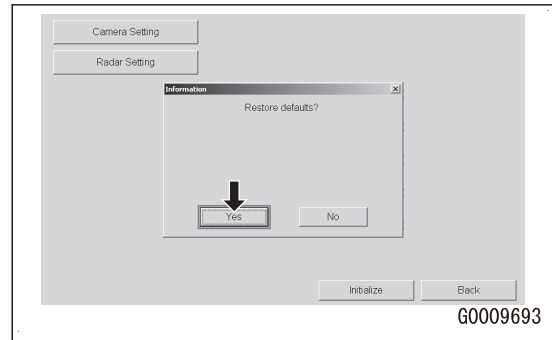 Camera Setting
Radar Setting
Information
Restore defaults?
Yes
No
Initialize
Back
G0009693